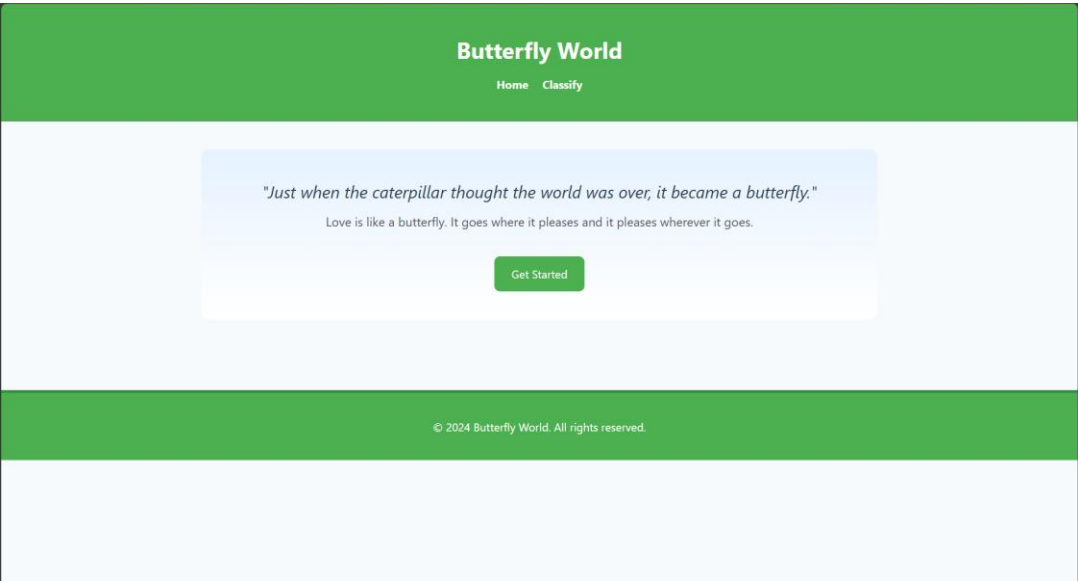 Butterfly World
Home Classify
"Just when the caterpillar thought the world was over, it became a butterfly."
Love is like a butterfly. It goes where it pleases and it pleases wherever it goes.
Get Started
© 2024 Butterfly World. All rights reserved.